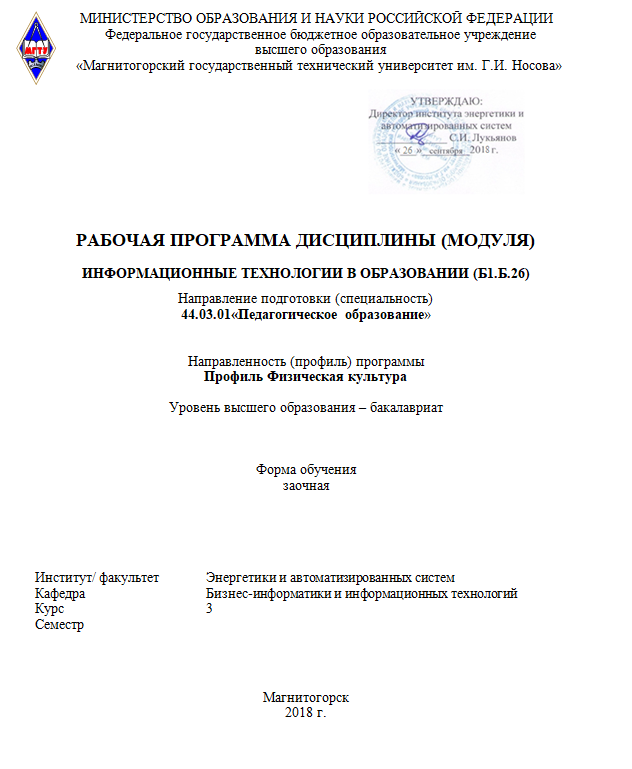 МИНИСТЕРСТВО ОБРАЗОВАНИЯ И НАУКИ РОССИЙСКОЙ ФЕДЕРАЦИИ
Федеральное государственное бюджетное образовательное учреждение
высшего образования
«Магнитогорский государственный технический университет им. Г.И. Носова»
МГТУ
УТВЕРЖДАЮ:
Директор института энергетики и
автоматизированных систем
С.И. Лукьянов
« 26 » сентября 2018 г.
РАБОЧАЯ ПРОГРАММА ДИСЦИПЛИНЫ (МОДУЛЯ)
ИНФОРМАЦИОННЫЕ ТЕХНОЛОГИИ В ОБРАЗОВАНИИ (Б1.Б.26)
Направление подготовки (специальность)
44.03.01«Педагогическое образование»
Направленность (профиль) программы
Профиль Физическая культура
Уровень высшего образования – бакалавриат
Форма обучения
заочная
Институт/ факультет Энергетики и автоматизированных систем
Кафедра Бизнес-информатики и информационных технологий
Курс 3
Семестр
Магнитогорск
2018 г.